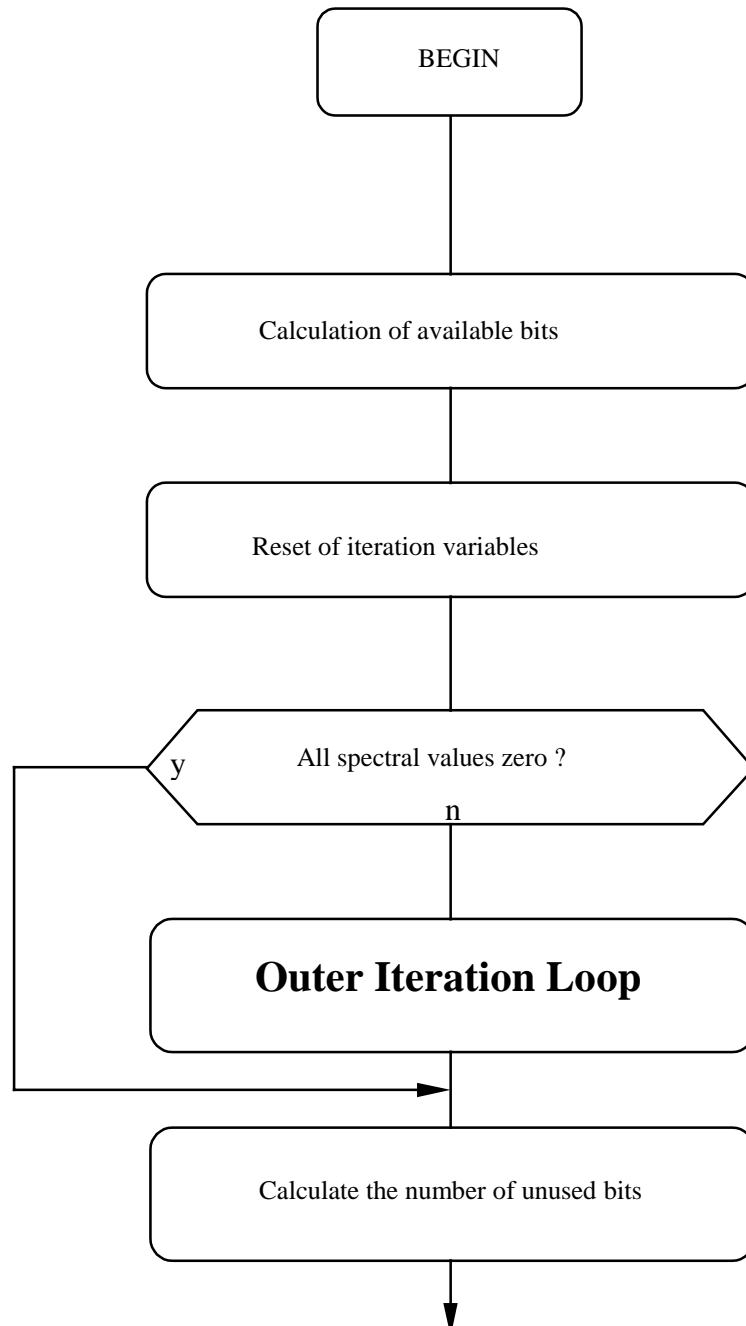 BEGIN
Calculation of available bits
Reset of iteration variables
All spectral values zero ?
y
n
Outer Iteration Loop
Calculate the number of unused bits